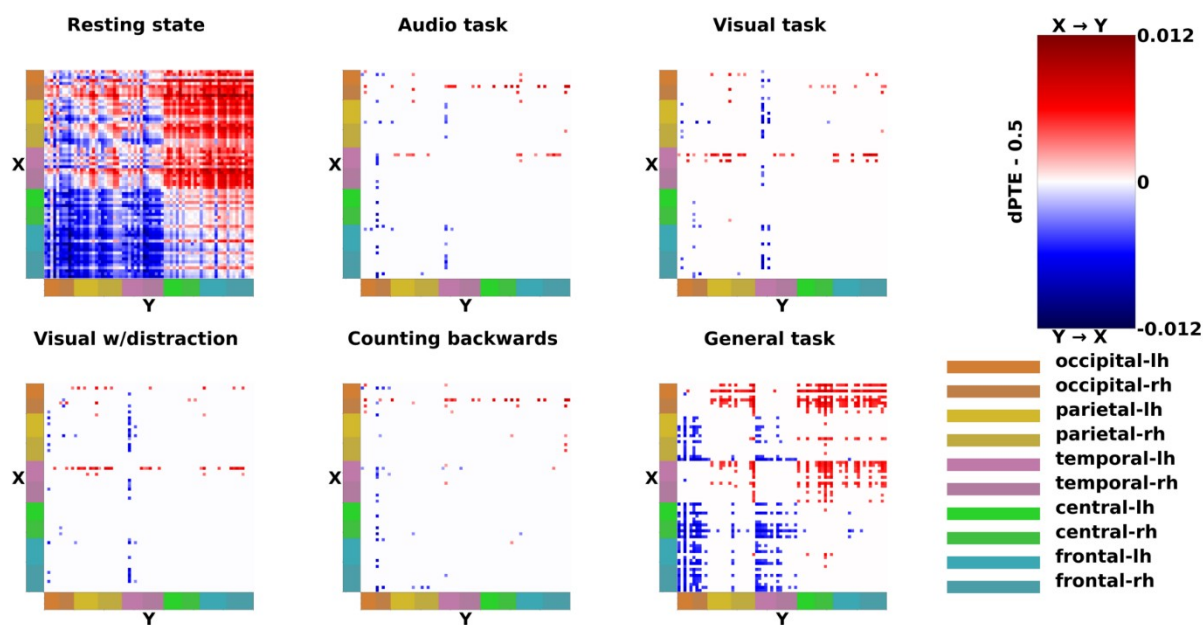 Resting state
Audio task
Visual task
X → Y
0.012
X
dPTE - 0.5
0
Y
Y
Y
-0.012
Y → X
Visual w/distraction
Counting backwards
General task
occipital-lh
occipital-rh
parietal-lh
parietal-rh
temporal-lh
X
X
X
temporal-rh
central-lh
central-rh
frontal-lh
frontal-rh
Y
Y
Y